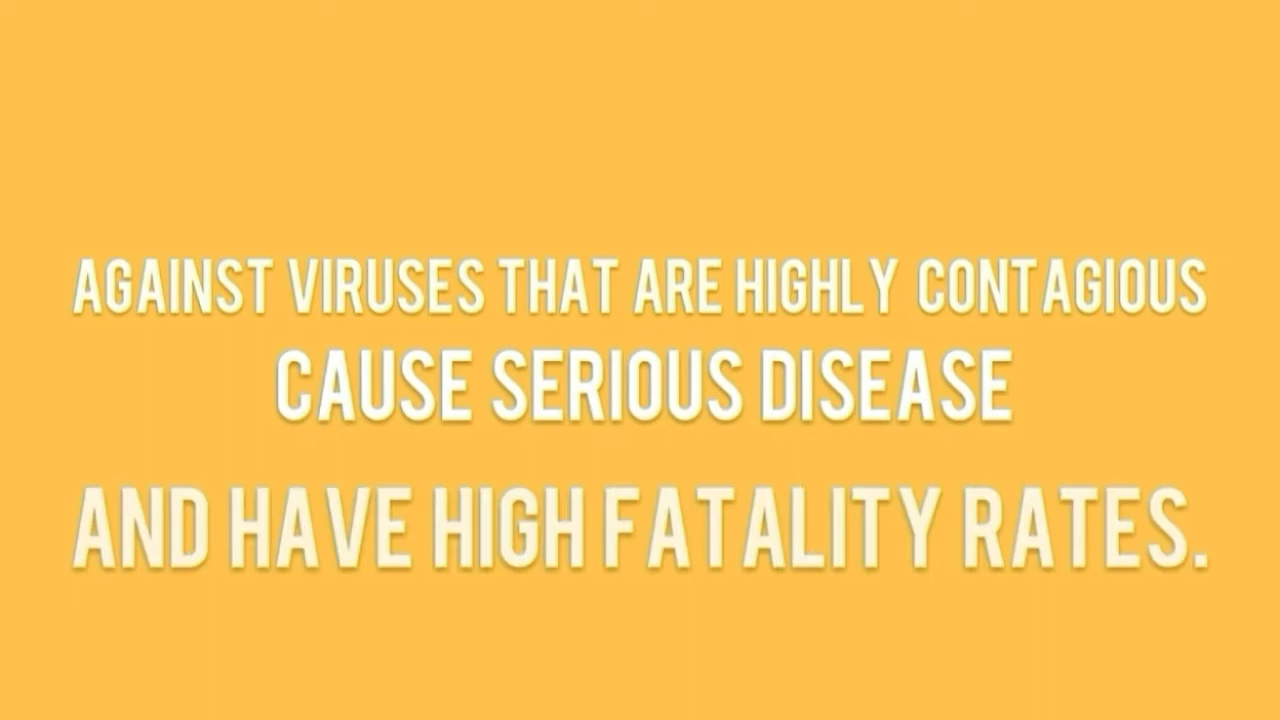 AGAINST VIRUSES THAT ARE HIGHLY CONTAGIOUS
CAUSE SERIOUS DISEASE
AND HAVE HIGH FATALITY RATES.